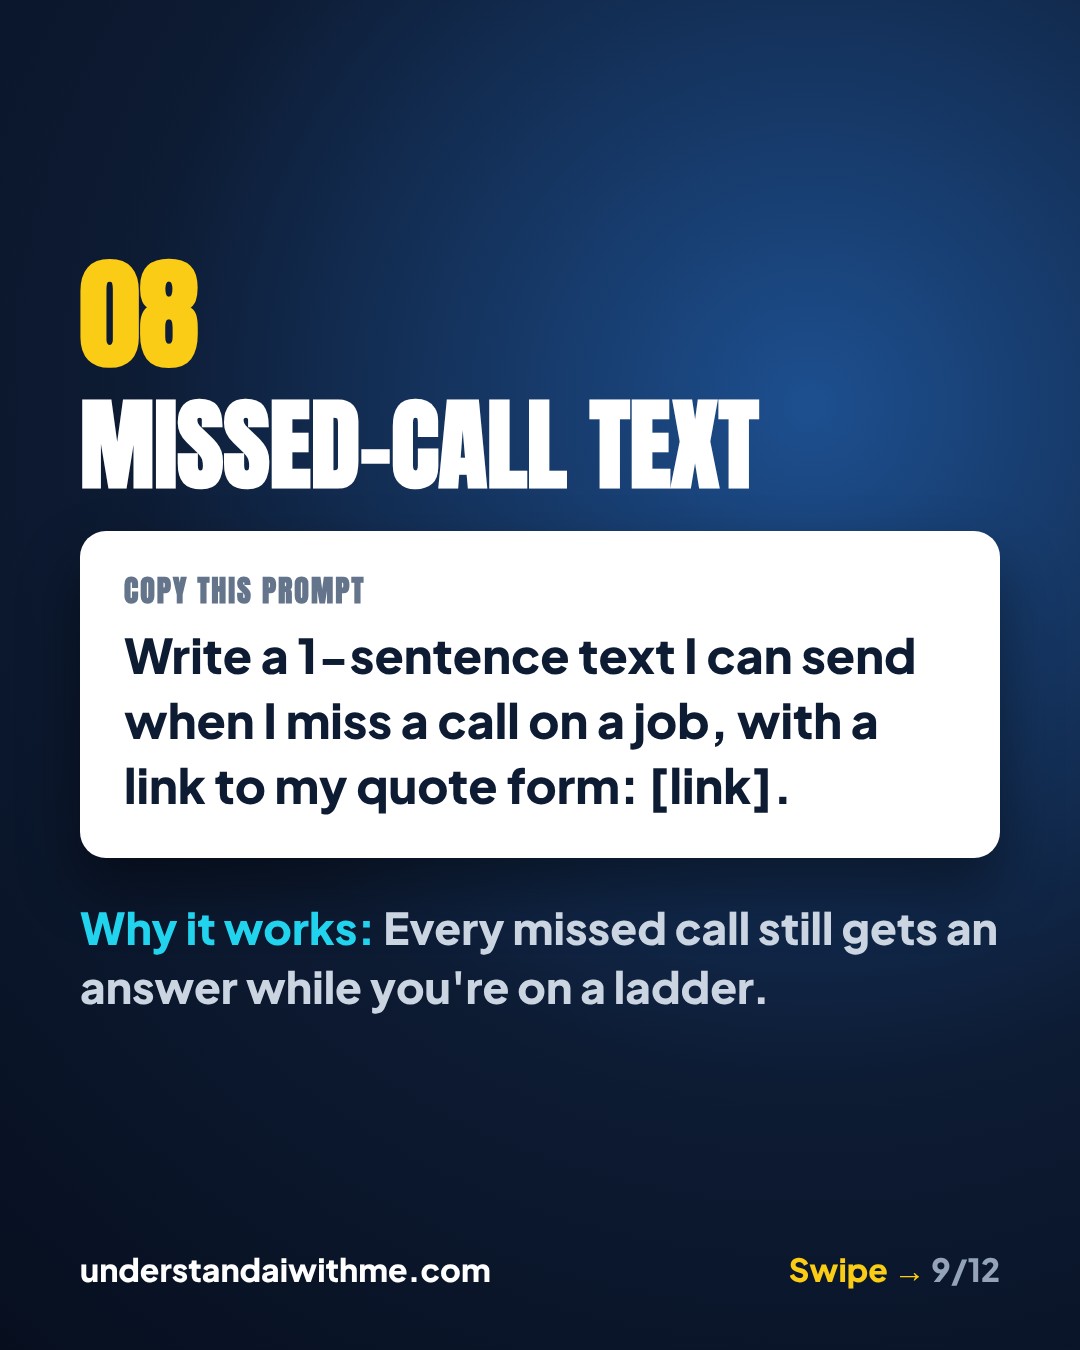 08
MISSED-CALL TEXT
COPY THIS PROMPT
Write a 1-sentence text I can send
when I miss a call on a job, with a
link to my quote form: [link].
Why it works: Every missed call still gets an
answer while you're on a ladder.
understandaiwithme.com
Swipe → 9/12